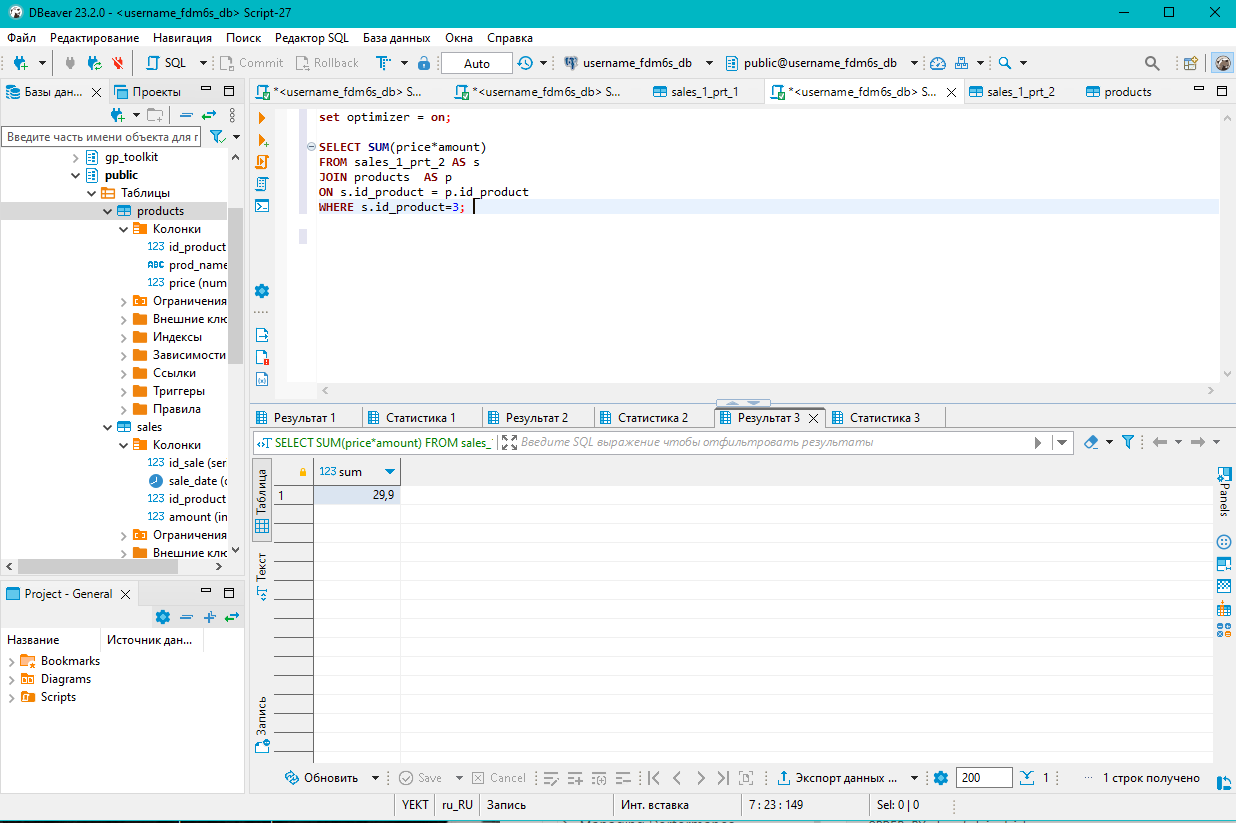 DBeaver 23.2.0 - <username_fdm6s_db> Script-27
Файл Редактирование Навигация Поиск Редактор SQL База данных Окна Справка
SQL Commit Rollback Auto username_fdm6s_db public@username_fdm6s_db
Базы дан... Проекты
*<username_fdm6s_db> S... *<username_fdm6s_db> S... sales_1_prt_1 *<username_fdm6s_db> S... sales_1_prt_2 products
Введите часть имени объекта для г
gp_toolkit
public
Таблицы
products
Колонки
123 id_product
ABC prod_name
123 price (num
Ограничения
Внешние клю
Индексы
Зависимости
Ссылки
Триггеры
Правила
sales
Колонки
123 id_sale (ser
sale_date (
123 id_product
123 amount (in
Ограничения
Внешние клю
set optimizer = on;
SELECT SUM(price*amount)
FROM sales_1_prt_2 AS s
JOIN products  AS p
ON s.id_product = p.id_product
WHERE s.id_product=3;
Результат 1 Статистика 1 Результат 2 Статистика 2 Результат 3 Статистика 3
SELECT SUM(price*amount) FROM sales_ Введите SQL выражение чтобы отфильтровать результаты
Таблица
Текст
Запись
123 sum
1 29,9
Panels
Project - General
Название Источник дан...
Bookmarks
Diagrams
Scripts
Обновить Save Cancel Экспорт данных ... 200 1 1 строк получено
YEKT ru_RU Запись Инт. вставка 7 : 23 : 149 Sel: 0 | 0